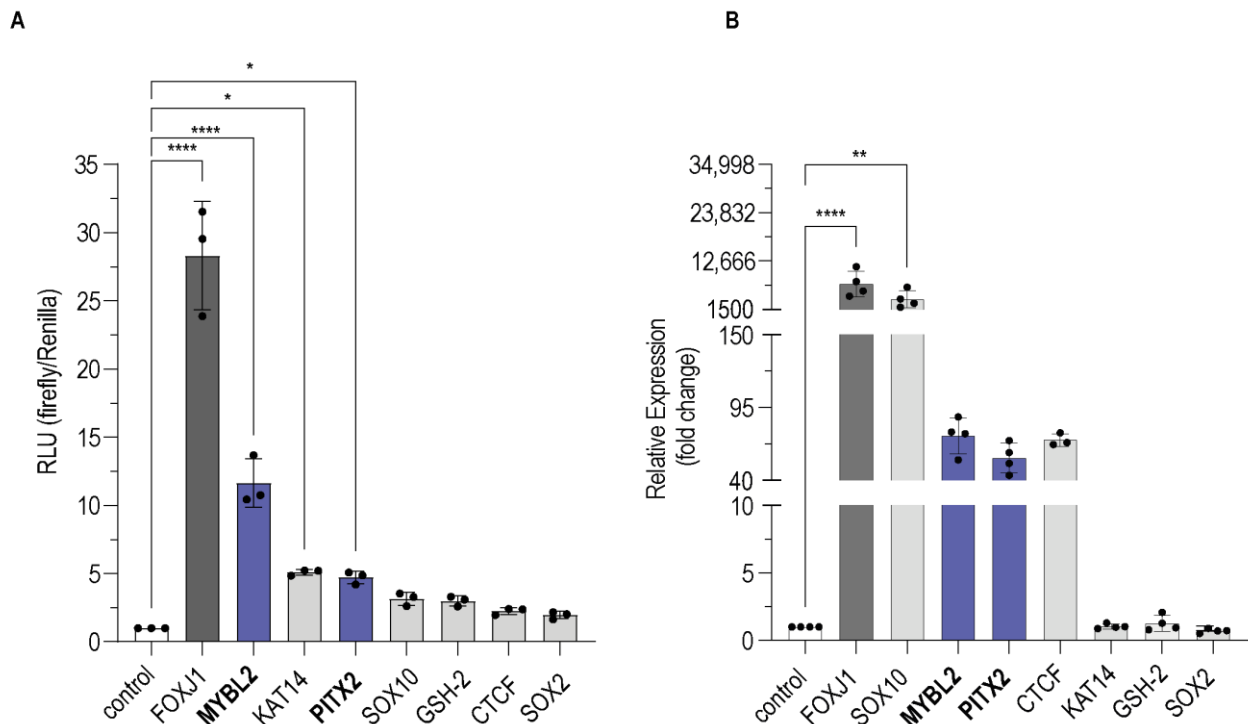 A
B
*
*
****
****
RLU (firefly/Renilla)
35
30
25
20
15
10
5
0
control
FOXJ1
MYBL2
KAT14
PITX2
SOX10
GSH-2
CTCF
SOX2
**
****
Relative Expression
(fold change)
34,998
23,832
12,666
1500
150
95
40
10
0
control
FOXJ1
SOX10
MYBL2
PITX2
CTCF
KAT14
GSH-2
SOX2